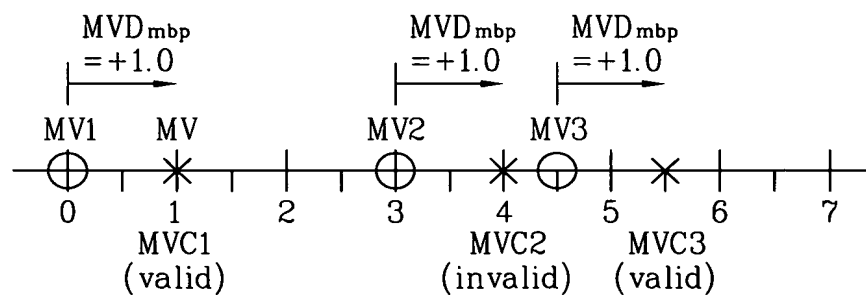 MVDmbp MVDmbp MVDmbp
=+1.0 =+1.0 =+1.0
MV1 MV MV2 MV3
0 1 2 3 4 5 6 7
MVC1 MVC2 MVC3
(valid) (invalid) (valid)